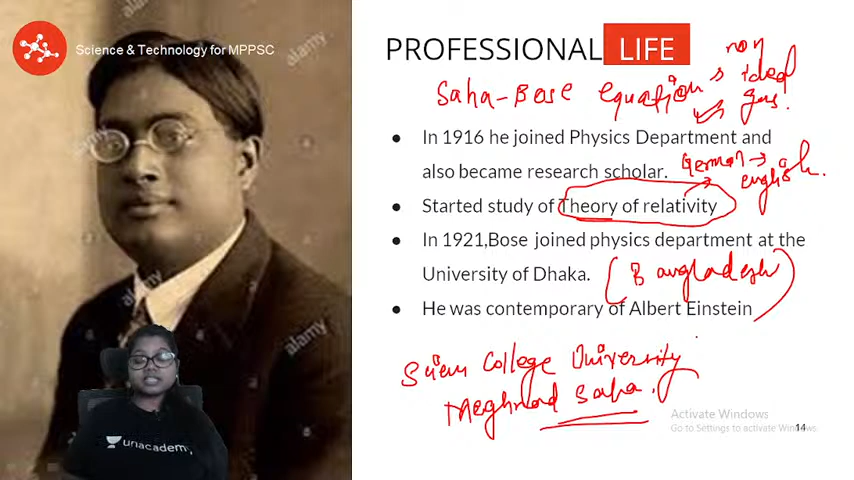 Science & Technology for MPPSC
alamy
PROFESSIONAL LIFE
Saha-Bose equation's non ideal gas.
In 1916 he joined Physics Department and
also became research scholar.
German → english.
Started study of Theory of relativity
In 1921,Bose joined physics department at the
University of Dhaka.
(Bangladesh)
He was contemporary of Albert Einstein
College University
Meghnad Saha.
alamy
alamy
unacademy
Activate Windows
Go to Settings to activate Windows.
14